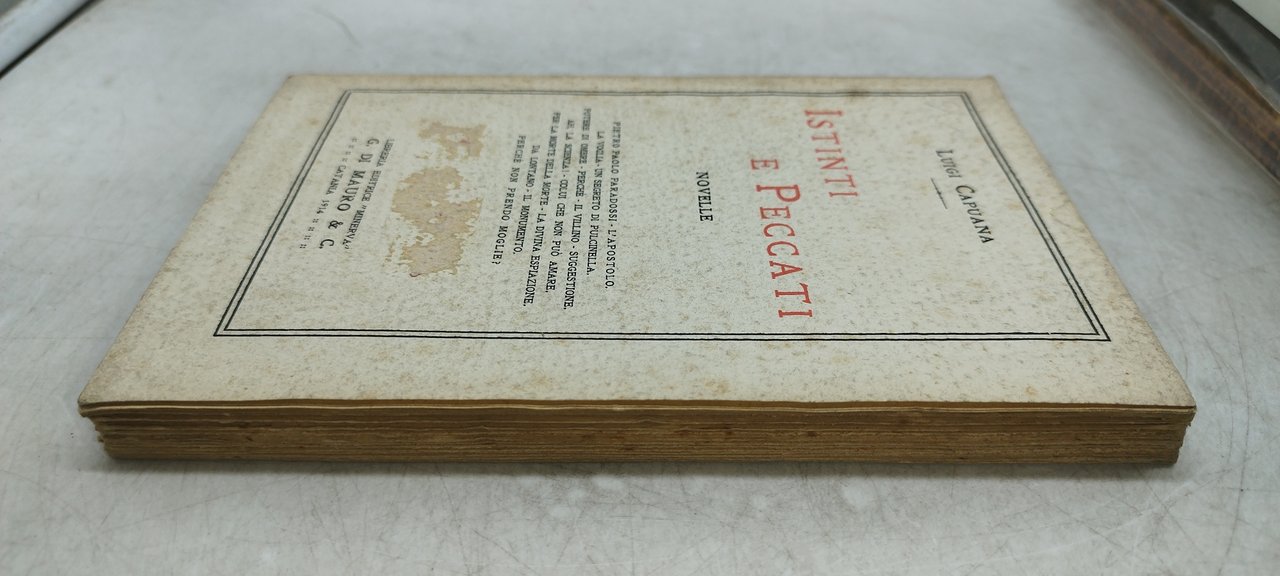 LUIGI CAPUANA
ISTINTI
E PECCATI
NOVELLE
PIETRO PAOLO PARADOSSI - L'APOSTOLO.
LA VOGLIA - UN SEGRETO DI PULCINELLA.
POTERE DI OMBRE - PERCHÈ - IL VILLINO - SUGGESTIONE.
AH, LA SCIENZA! - COLUI CHE NON PUÒ AMARE.
PER LA MORTE DELLA MORTE - LA DIVINA ESPIAZIONE.
DA LONTANO - IL MONUMENTO.
PERCHÈ NON PRENDO MOGLIE?
LIBRERIA EDITRICE "MINERVA"
G. DI MAURO & C.
CATANIA 1914